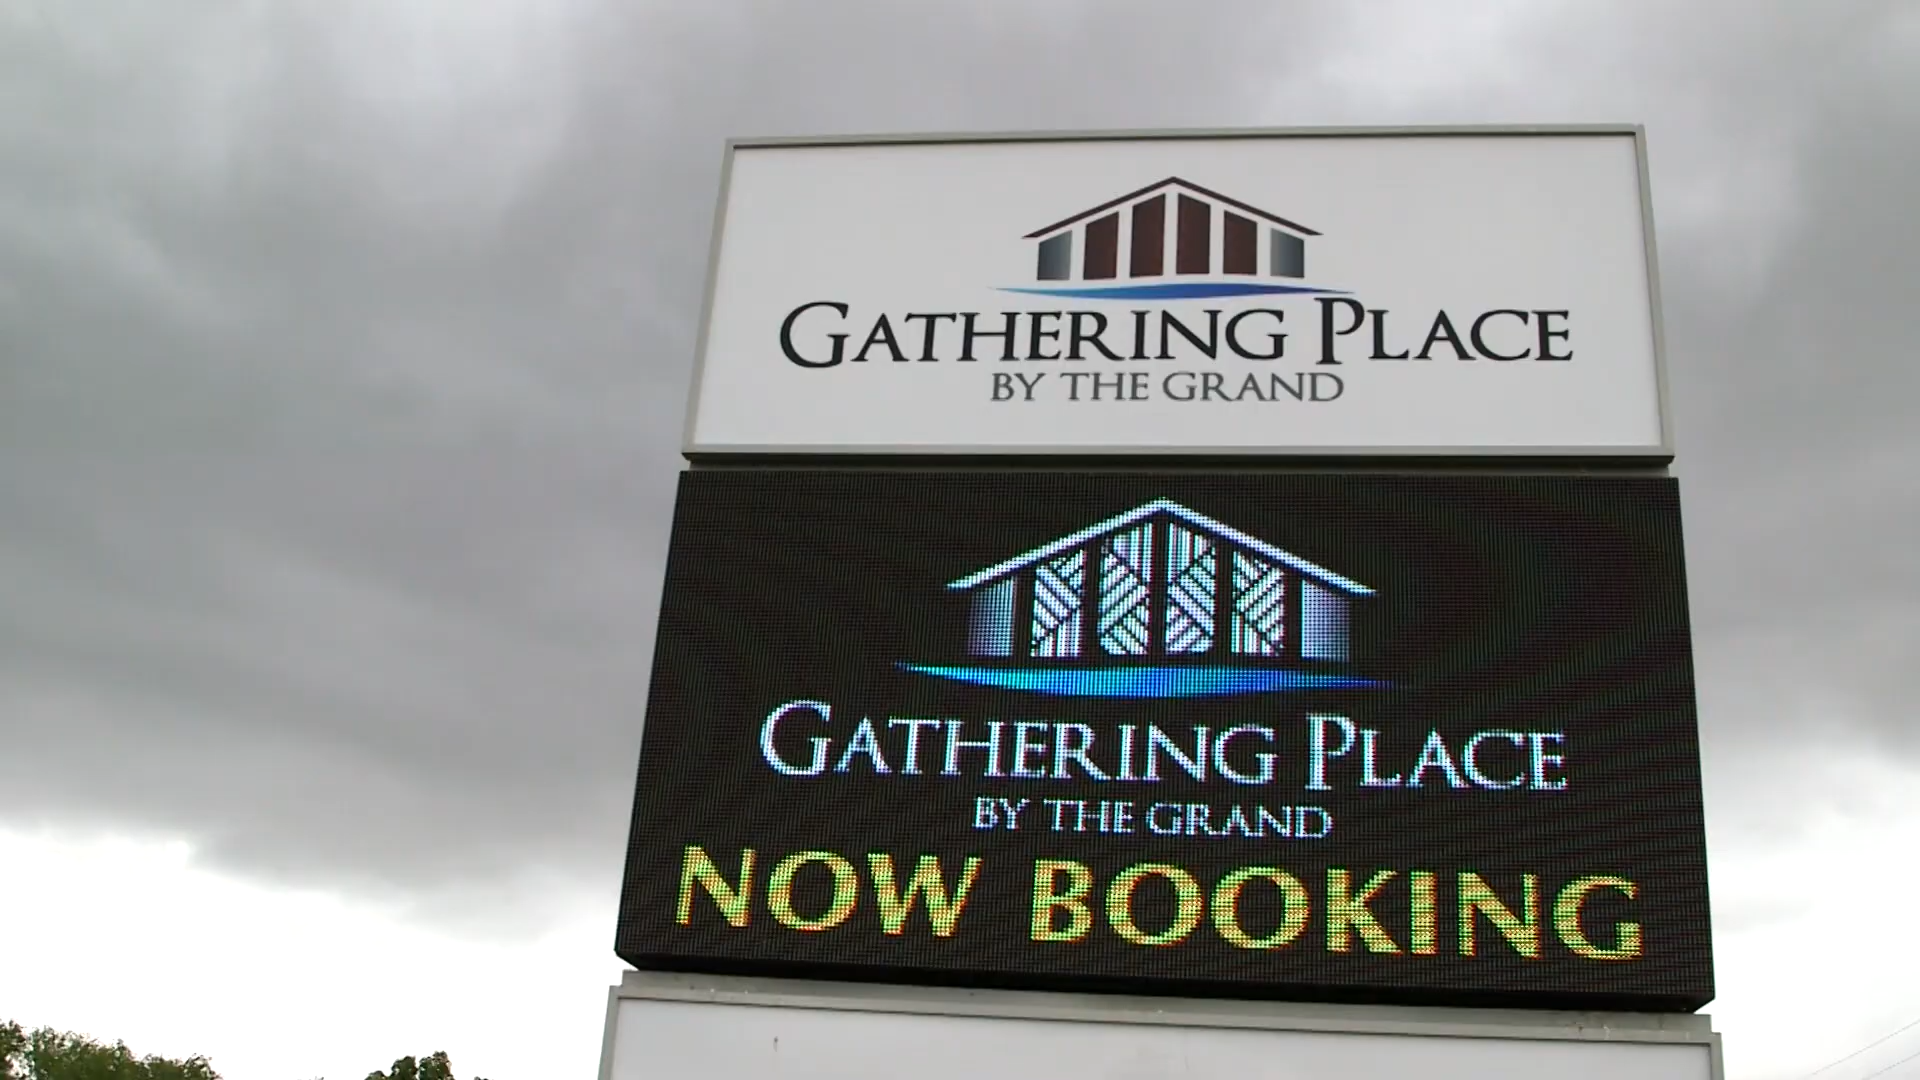 GATHERING PLACE
BY THE GRAND
GATHERING PLACE
BY THE GRAND
NOW BOOKING